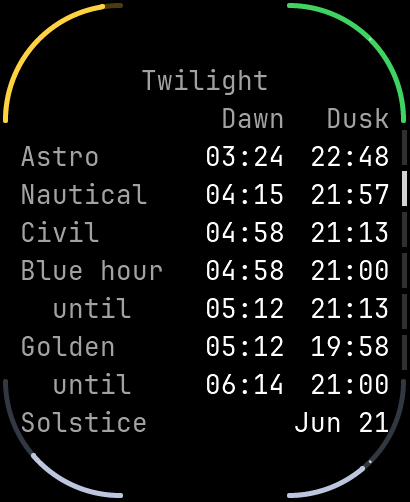 Twilight
Dawn Dusk
Astro 03:24 22:48
Nautical 04:15 21:57
Civil 04:58 21:13
Blue hour 04:58 21:00
until 05:12 21:13
Golden 05:12 19:58
until 06:14 21:00
Solstice Jun 21